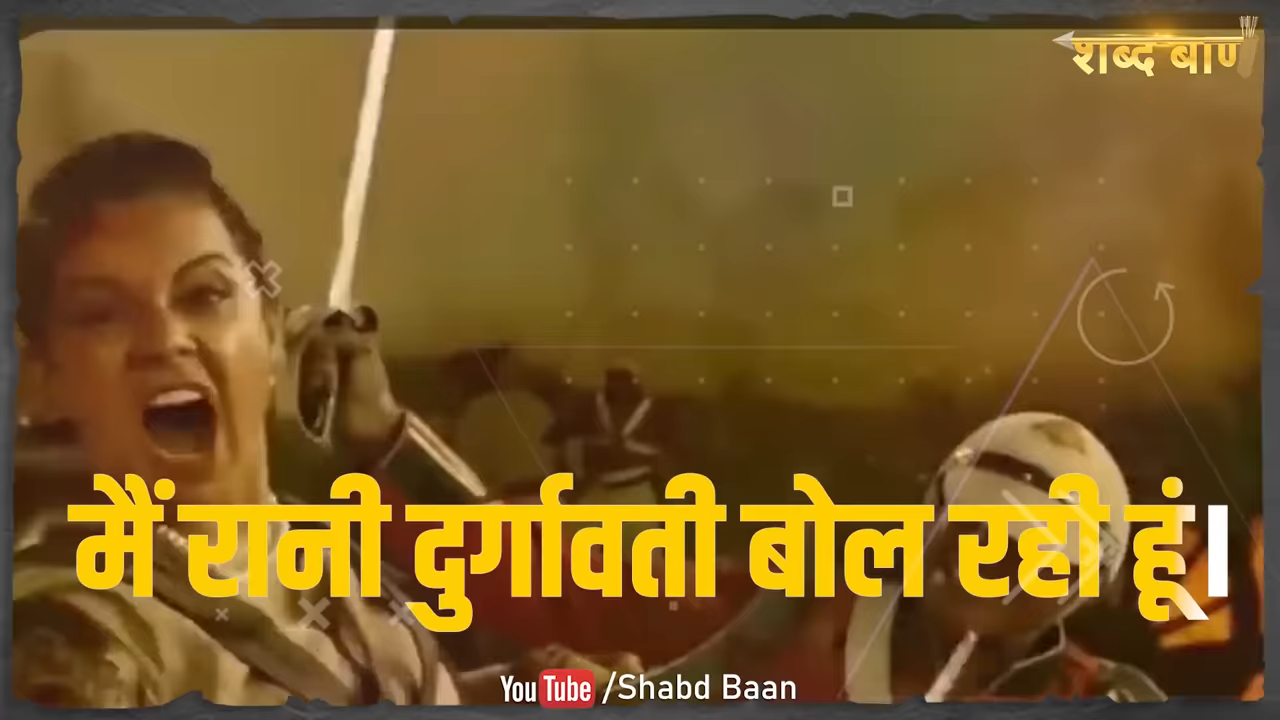 शब्द बाण
मैं रानी दुर्गावती बोल रही हूं।
YouTube /Shabd Baan